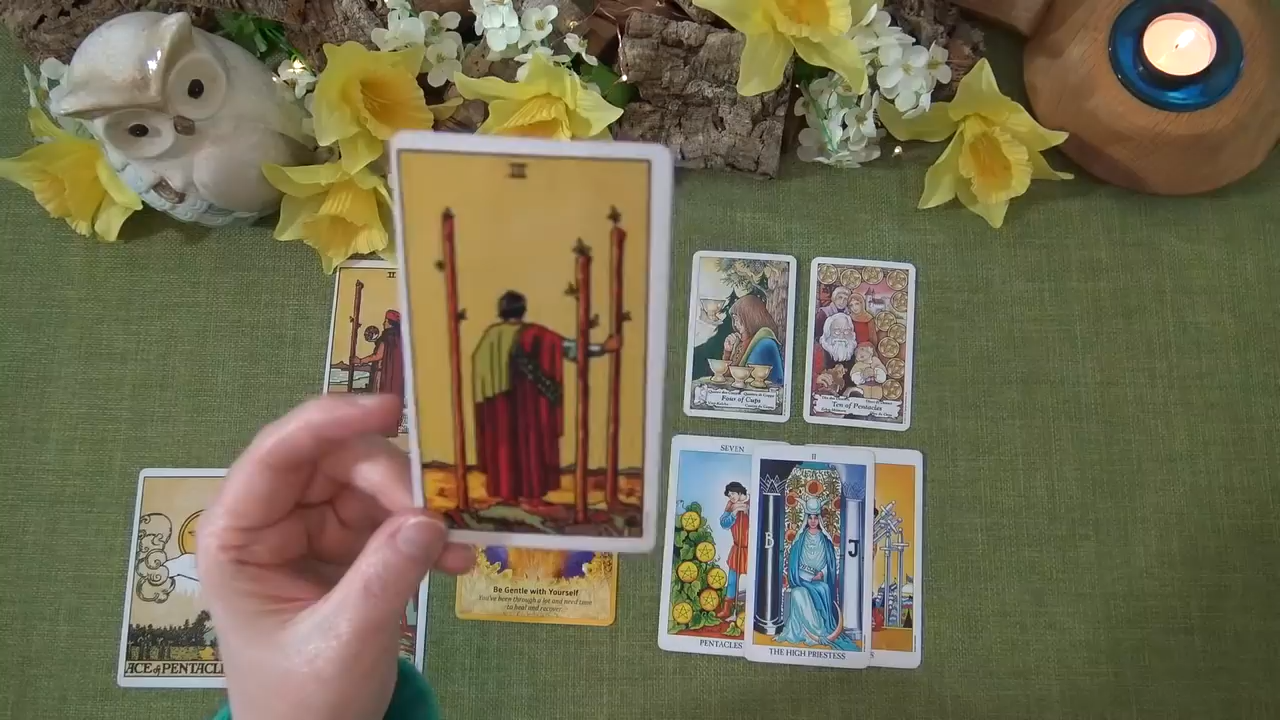 III
II
Four of Cups
Ten of Pentacles
SEVEN
PENTACLES
II
B
J
THE HIGH PRIESTESS
S
ACE of PENTACL
Be Gentle with Yourself
You've been through a lot and need time
to heal and recover.